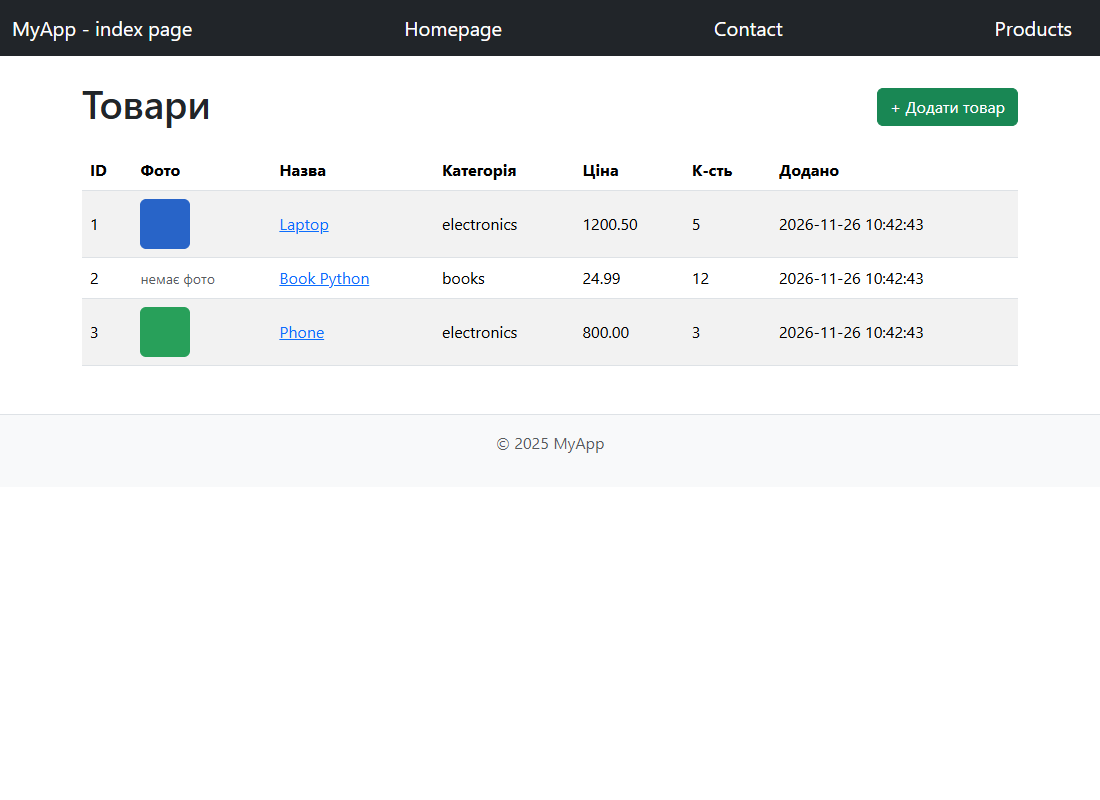 MyApp - index page Homepage Contact Products
Товари + Додати товар
ID Фото Назва Категорія Ціна К-сть Додано
1 Laptop electronics 1200.50 5 2026-11-26 10:42:43
2 немає фото Book Python books 24.99 12 2026-11-26 10:42:43
3 Phone electronics 800.00 3 2026-11-26 10:42:43
© 2025 MyApp